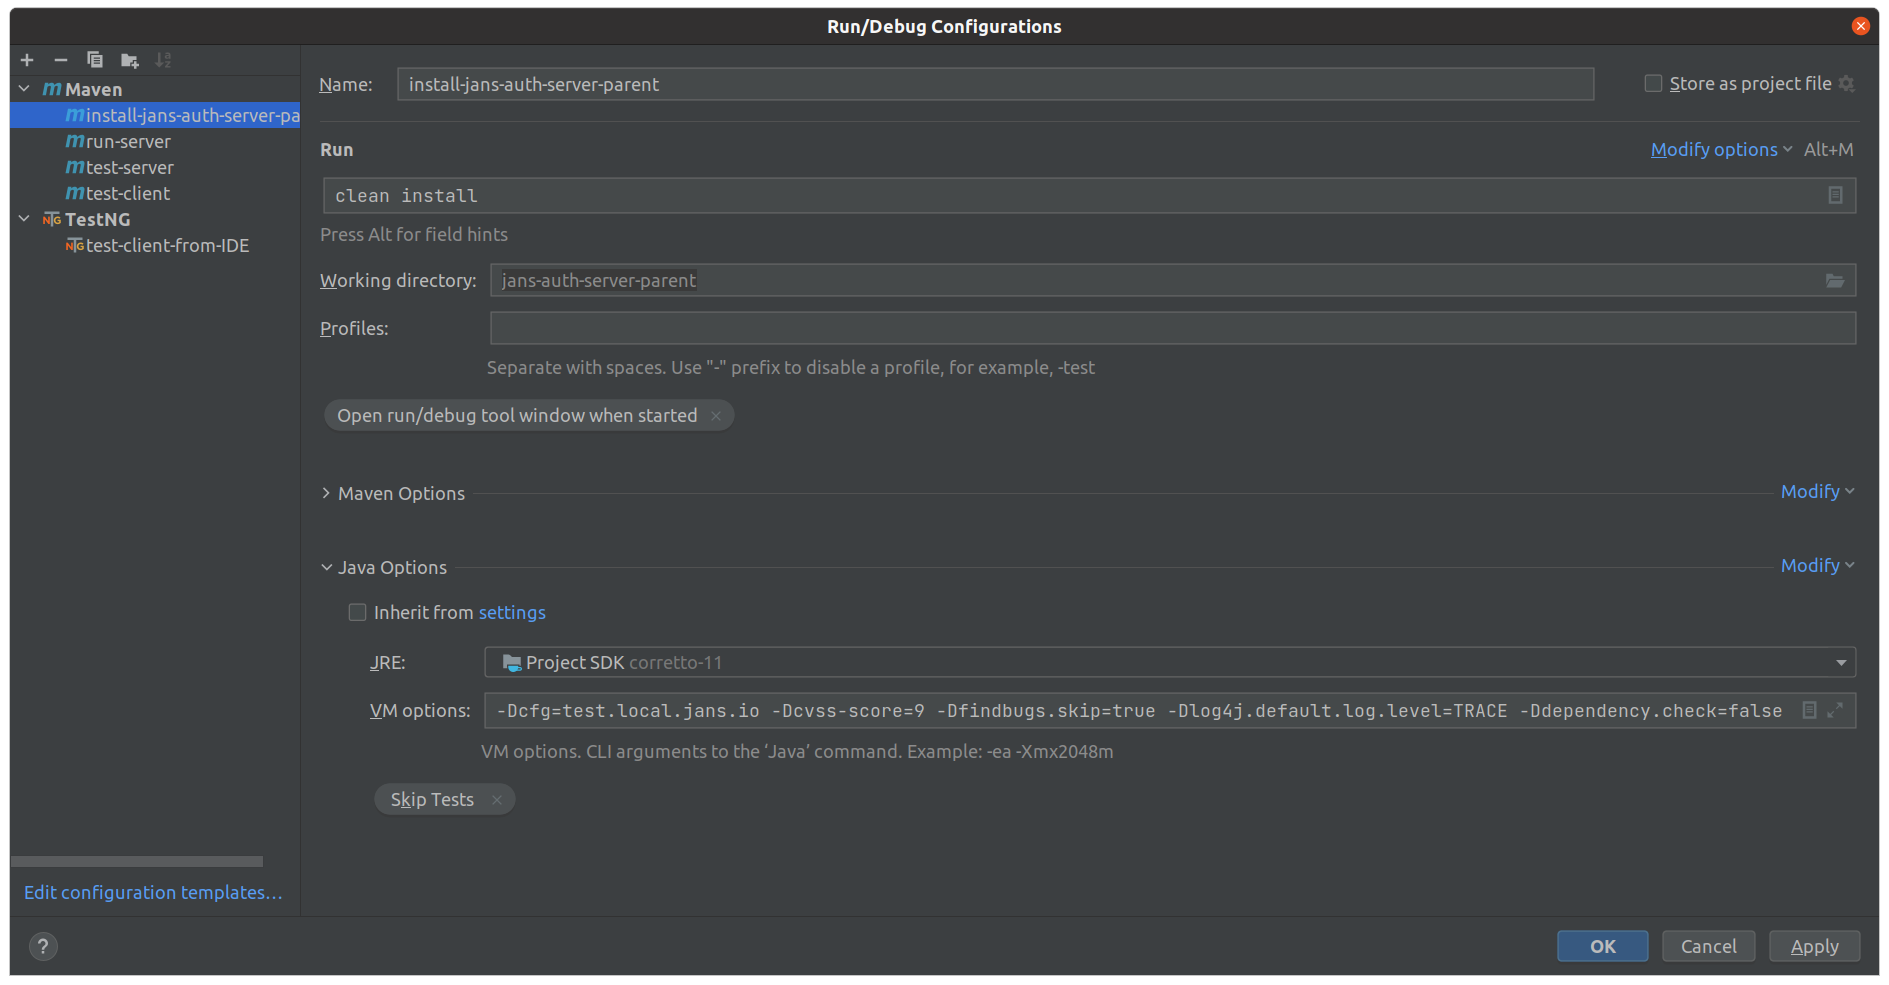 Run/Debug Configurations
Maven
install-jans-auth-server-pa
run-server
test-server
test-client
TestNG
test-client-from-IDE
Edit configuration templates...
Name: install-jans-auth-server-parent
Store as project file
Run
Modify options Alt+M
clean install
Press Alt for field hints
Working directory: jans-auth-server-parent
Profiles:
Separate with spaces. Use "-" prefix to disable a profile, for example, -test
Open run/debug tool window when started
Maven Options
Modify
Java Options
Modify
Inherit from settings
JRE: Project SDK corretto-11
VM options: -Dcfg=test.local.jans.io -Dcvss-score=9 -Dfindbugs.skip=true -Dlog4j.default.log.level=TRACE -Ddependency.check=false
VM options. CLI arguments to the ‘Java’ command. Example: -ea -Xmx2048m
Skip Tests
?
OK
Cancel
Apply